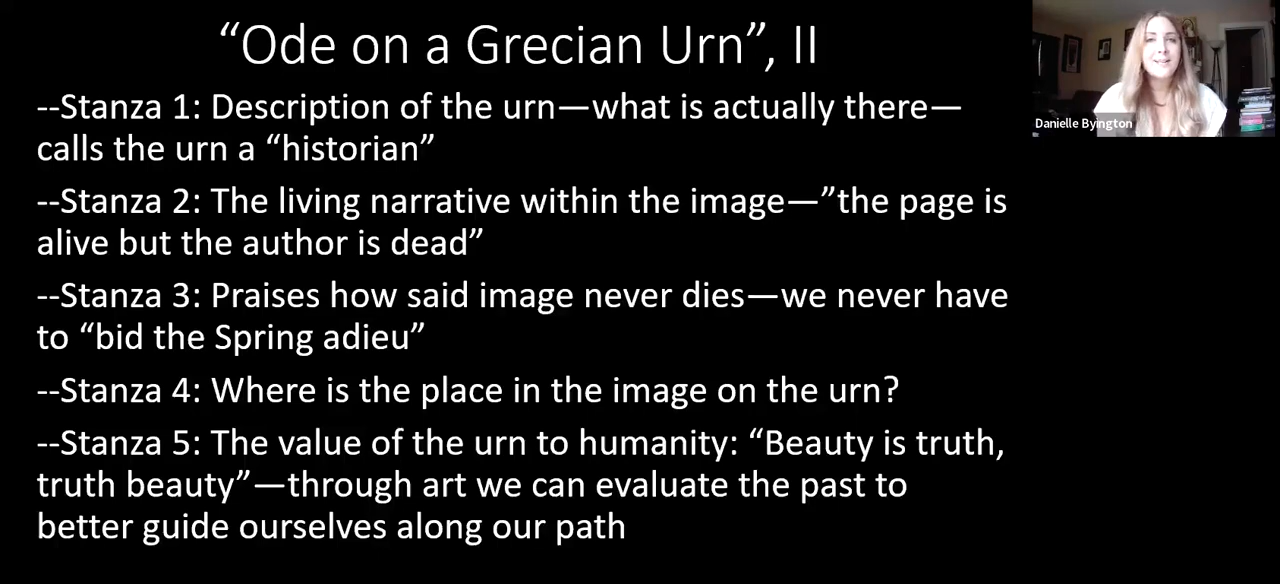 “Ode on a Grecian Urn”, II
--Stanza 1: Description of the urn—what is actually there—
calls the urn a “historian”
--Stanza 2: The living narrative within the image—”the page is
alive but the author is dead”
--Stanza 3: Praises how said image never dies—we never have
to “bid the Spring adieu”
--Stanza 4: Where is the place in the image on the urn?
--Stanza 5: The value of the urn to humanity: “Beauty is truth,
truth beauty”—through art we can evaluate the past to
better guide ourselves along our path
Danielle Byington